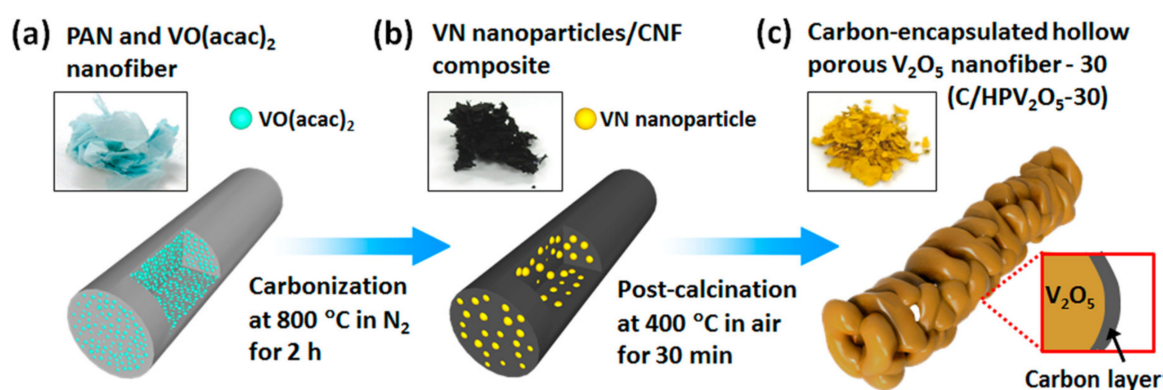 (a) PAN and VO(acac)₂
nanofiber
VO(acac)₂
Carbonization
at 800 °C in N₂
for 2 h
(b) VN nanoparticles/CNF
composite
VN nanoparticle
Post-calcination
at 400 °C in air
for 30 min
(c) Carbon-encapsulated hollow
porous V₂O₅ nanofiber - 30
(C/HPV₂O₅-30)
V₂O₅
Carbon layer